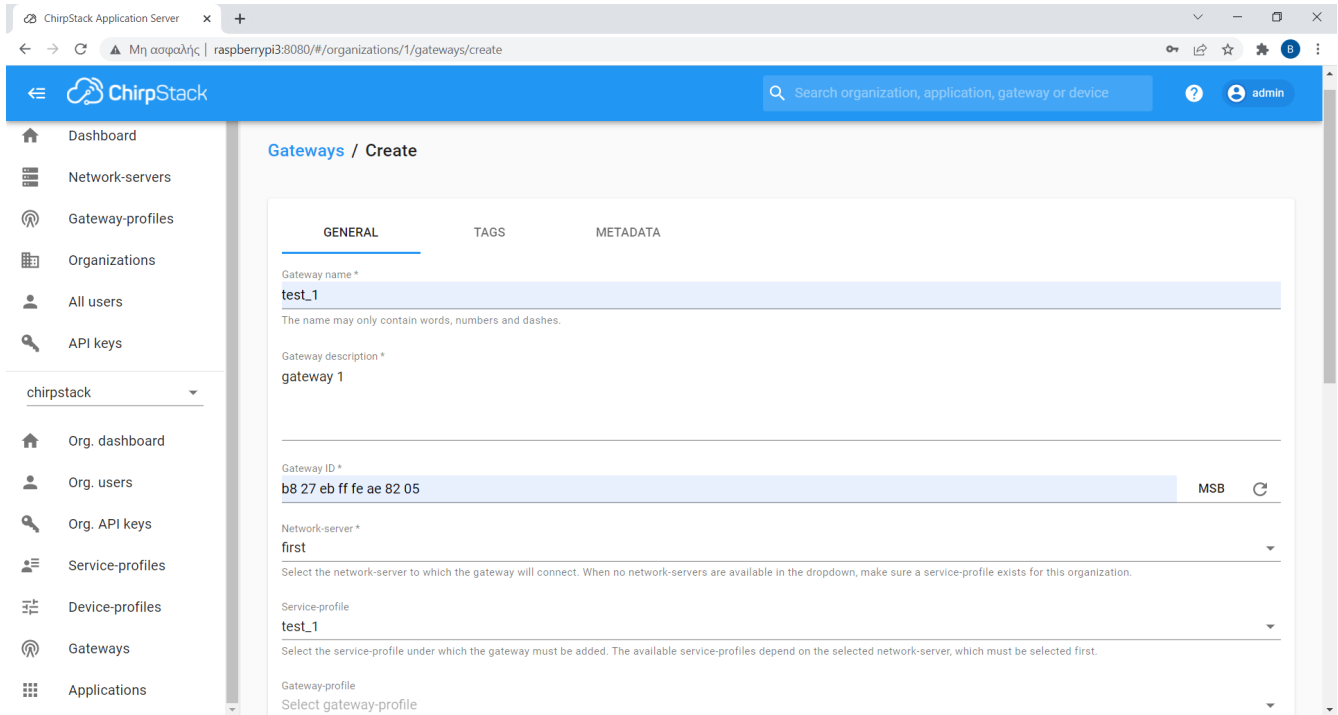 ChirpStack Application Server
Μη ασφαλής | raspberrypi3:8080/#/organizations/1/gateways/create
B
ChirpStack
Search organization, application, gateway or device
?
admin
Dashboard
Network-servers
Gateway-profiles
Organizations
All users
API keys
chirpstack
Org. dashboard
Org. users
Org. API keys
Service-profiles
Device-profiles
Gateways
Applications
Gateways / Create
GENERAL TAGS METADATA
Gateway name *
test_1
The name may only contain words, numbers and dashes.
Gateway description *
gateway 1
Gateway ID *
b8 27 eb ff fe ae 82 05 MSB
Network-server *
first
Select the network-server to which the gateway will connect. When no network-servers are available in the dropdown, make sure a service-profile exists for this organization.
Service-profile
test_1
Select the service-profile under which the gateway must be added. The available service-profiles depend on the selected network-server, which must be selected first.
Gateway-profile
Select gateway-profile